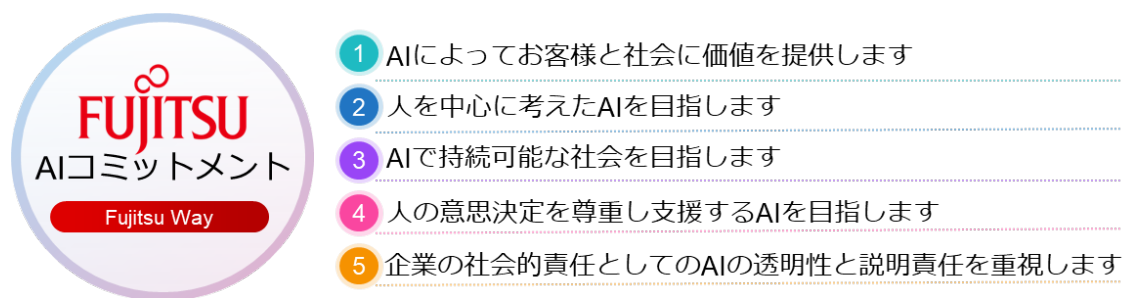 FUJITSU
AIコミットメント
Fujitsu Way
1 AIによってお客様と社会に価値を提供します
2 人を中心に考えたAIを目指します
3 AIで持続可能な社会を目指します
4 人の意思決定を尊重し支援するAIを目指します
5 企業の社会的責任としてのAIの透明性と説明責任を重視します